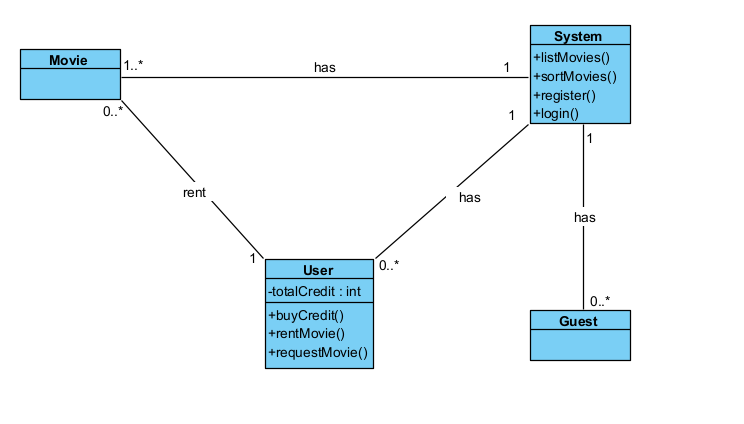 System
Movie
+listMovies()
1..*
has
1
+sortMovies()
+register()
0..*
1
+login()
1
rent
has
has
1
User
0..*
-totalCredit : int
0..*
+buyCredit()
Guest
+rentMovie()
+requestMovie()